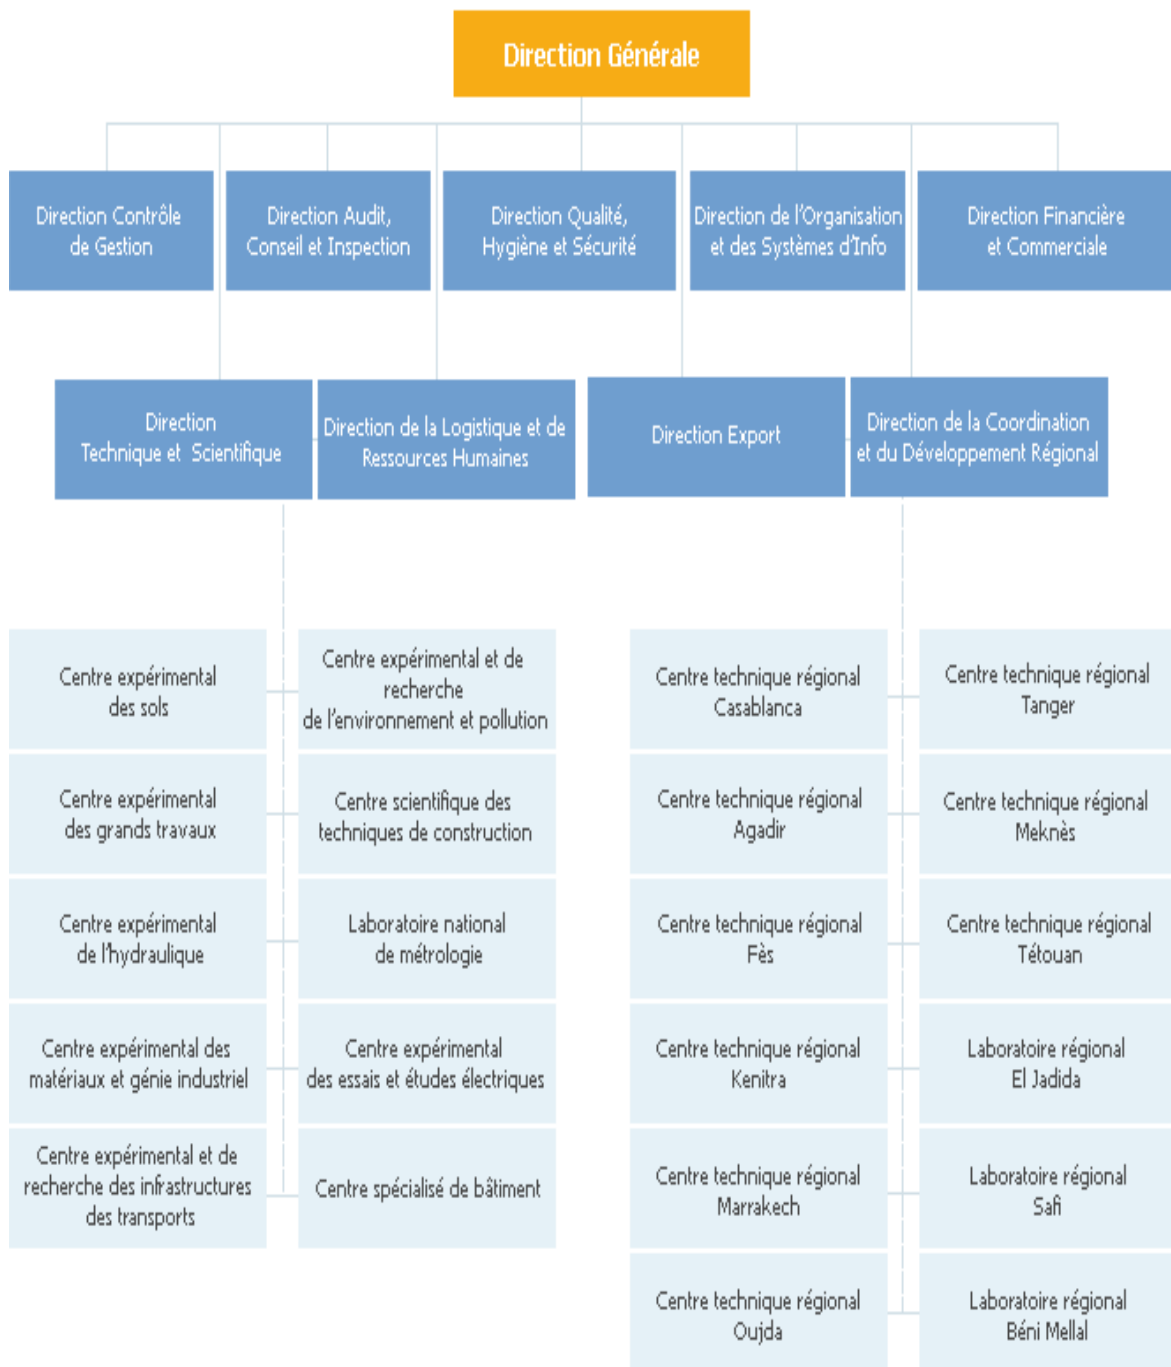 Direction Générale
Direction Contrôle
de Gestion
Direction Audit,
Conseil et Inspection
Direction Qualité,
Hygiène et Sécurité
Direction de l'Organisation
et des Systèmes d'Info
Direction Financière
et Commerciale
Direction
Technique et Scientifique
Direction de la Logistique et de
Ressources Humaines
Direction Export
Direction de la Coordination
et du Développement Régional
Centre expérimental
des sols
Centre expérimental et de
recherche
de l'environnement et pollution
Centre expérimental
des grands travaux
Centre scientifique des
techniques de construction
Centre expérimental
de l'hydraulique
Laboratoire national
de métrologie
Centre expérimental des
matériaux et génie industriel
Centre expérimental
des essais et études électriques
Centre expérimental et de
recherche des infrastructures
des transports
Centre spécialisé de bâtiment
Centre technique régional
Casablanca
Centre technique régional
Tanger
Centre technique régional
Agadir
Centre technique régional
Meknès
Centre technique régional
Fès
Centre technique régional
Tétouan
Centre technique régional
Kenitra
Laboratoire régional
El Jadida
Centre technique régional
Marrakech
Laboratoire régional
Safi
Centre technique régional
Oujda
Laboratoire régional
Béni Mellal